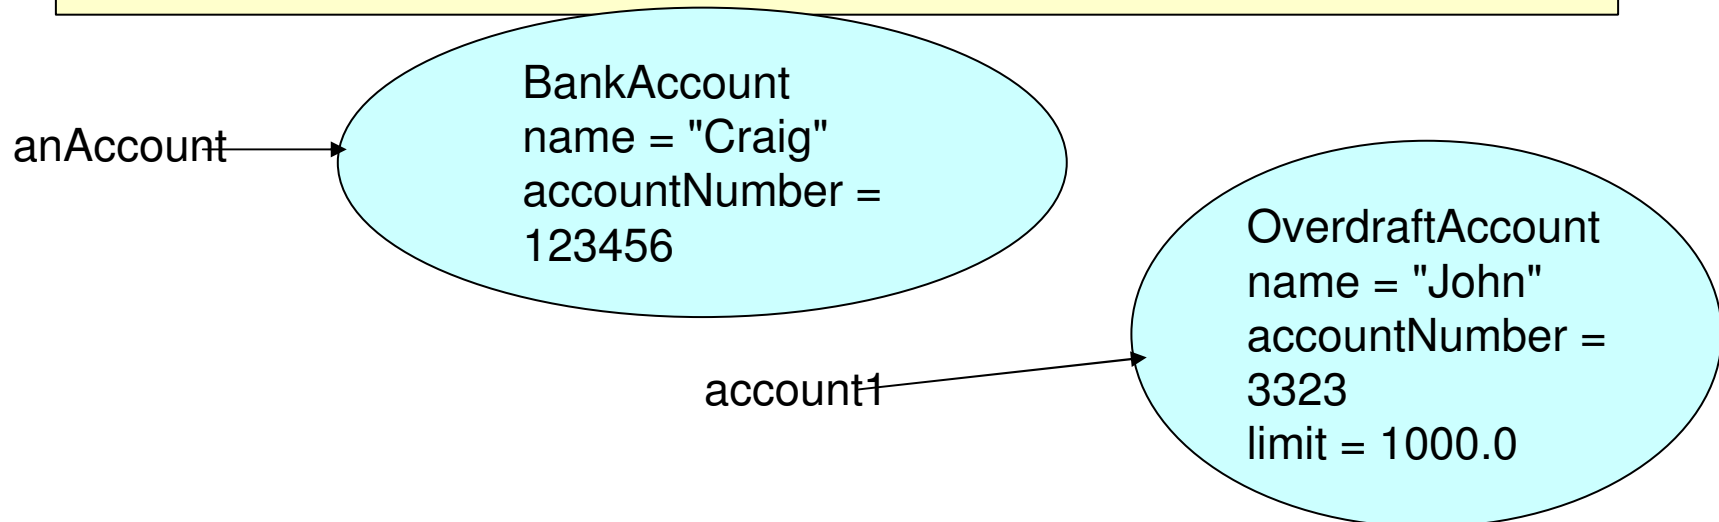 BankAccount
name = "Craig"
accountNumber =
123456
anAccount
OverdraftAccount
name = "John"
accountNumber =
3323
limit = 1000.0
account1